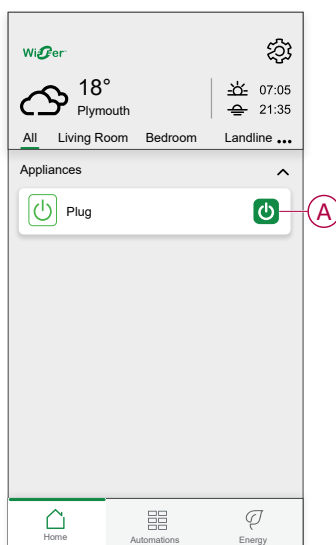 Wiser
18°
07:05
Plymouth
21:35
All Living Room Bedroom Landline ...
Appliances
Plug
A
Home Automations Energy